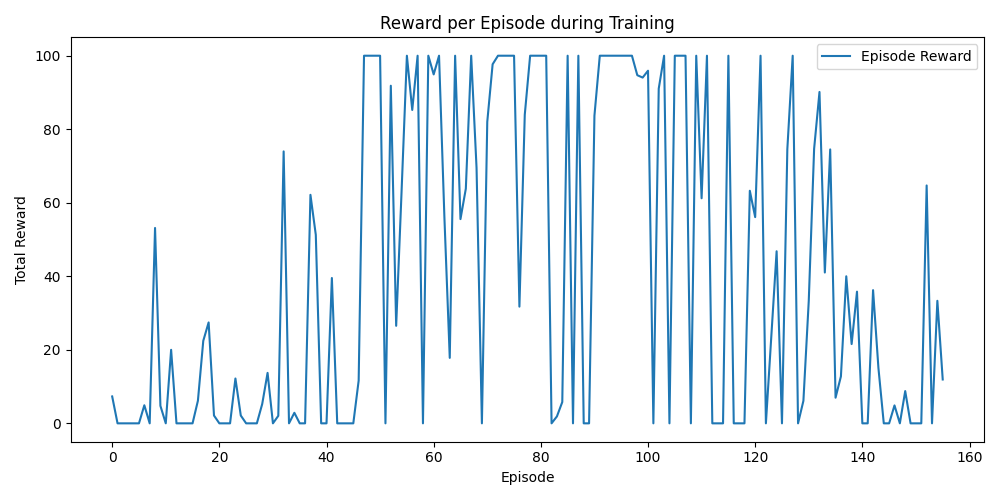 Reward per Episode during Training
Episode Reward
Total Reward
100
80
60
40
20
0
0 20 40 60 80 100 120 140 160
Episode